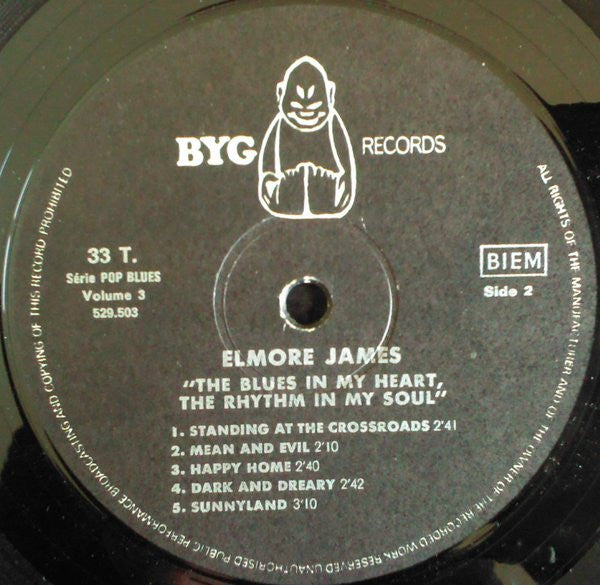 BYG RECORDS
33 T.
Série POP BLUES
Volume 3
529.503
BIEM
Side 2
ELMORE JAMES
"THE BLUES IN MY HEART,
THE RHYTHM IN MY SOUL"
1. STANDING AT THE CROSSROADS 2'41
2. MEAN AND EVIL 2'10
3. HAPPY HOME 2'40
4. DARK AND DREARY 2'42
5. SUNNYLAND 3'10
ALL RIGHTS OF THE MANUFACTURER AND OF THE OWNER OF THE RECORDED WORK RESERVED UNAUTHORISED PUBLIC PERFORMANCE BROADCASTING AND COPYING OF THIS RECORD PROHIBITED